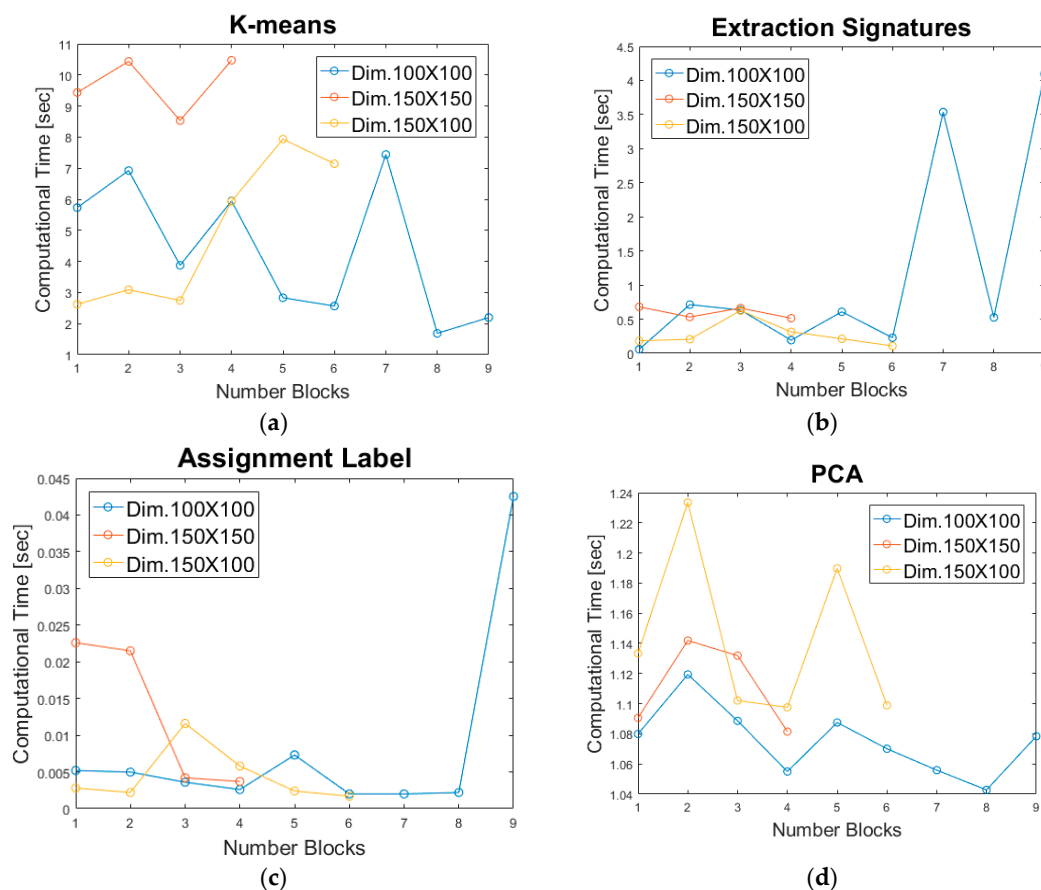 K-means
11
10
9
8
7
6
5
4
3
2
1
Computational Time [sec]
Dim.100X100
Dim.150X150
Dim.150X100
1 2 3 4 5 6 7 8 9
Number Blocks
(a)
Extraction Signatures
4.5
4
3.5
3
2.5
2
1.5
1
0.5
0
Computational Time [sec]
Dim.100X100
Dim.150X150
Dim.150X100
1 2 3 4 5 6 7 8
Number Blocks
(b)
Assignment Label
0.045
0.04
0.035
0.03
0.025
0.02
0.015
0.01
0.005
0
Computational Time [sec]
Dim.100X100
Dim.150X150
Dim.150X100
1 2 3 4 5 6 7 8 9
Number Blocks
(c)
PCA
1.24
1.22
1.2
1.18
1.16
1.14
1.12
1.1
1.08
1.06
1.04
Computational Time [sec]
Dim.100X100
Dim.150X150
Dim.150X100
1 2 3 4 5 6 7 8 9
Number Blocks
(d)